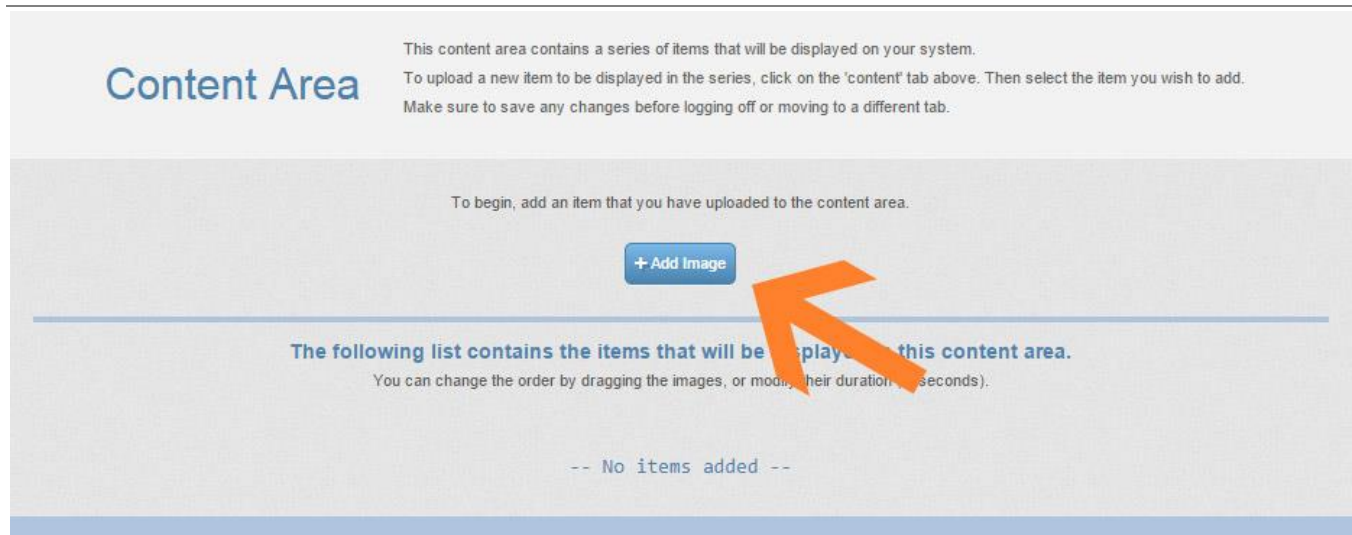 Content Area
This content area contains a series of items that will be displayed on your system.
To upload a new item to be displayed in the series, click on the 'content' tab above. Then select the item you wish to add.
Make sure to save any changes before logging off or moving to a different tab.
To begin, add an item that you have uploaded to the content area.
+ Add Image
The following list contains the items that will be this content area.
You can change the order by dragging the images, or modify their duration seconds).
-- No items added --